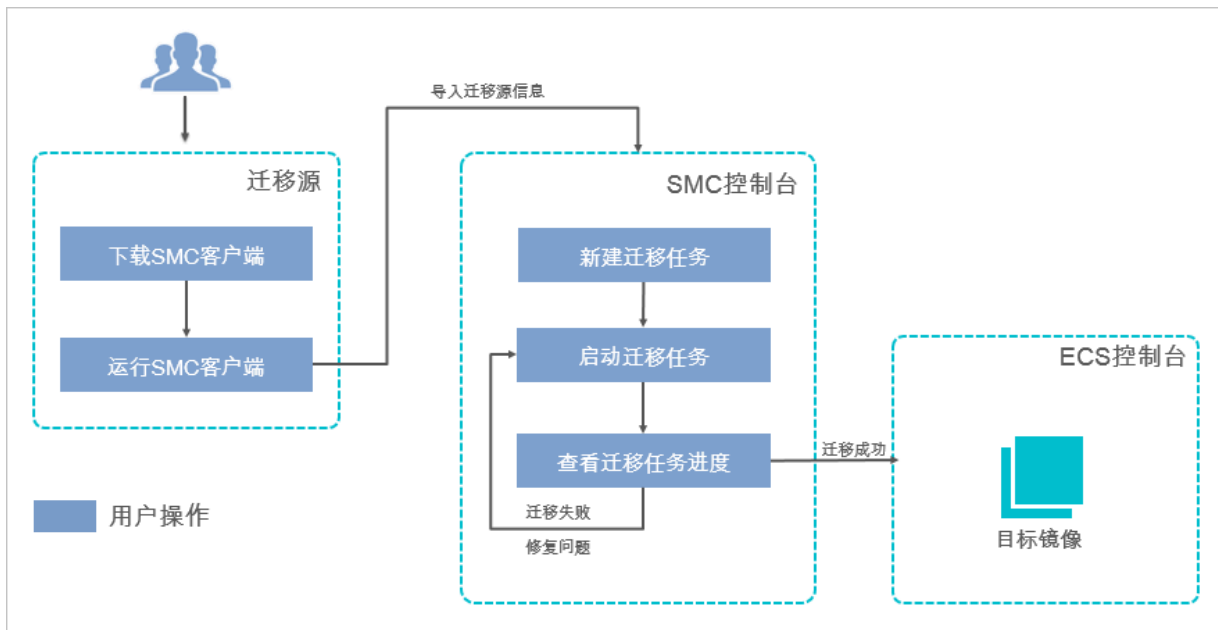 导入迁移源信息
迁移源
下载SMC客户端
运行SMC客户端
SMC控制台
新建迁移任务
启动迁移任务
查看迁移任务进度
迁移失败
修复问题
迁移成功
ECS控制台
目标镜像
用户操作